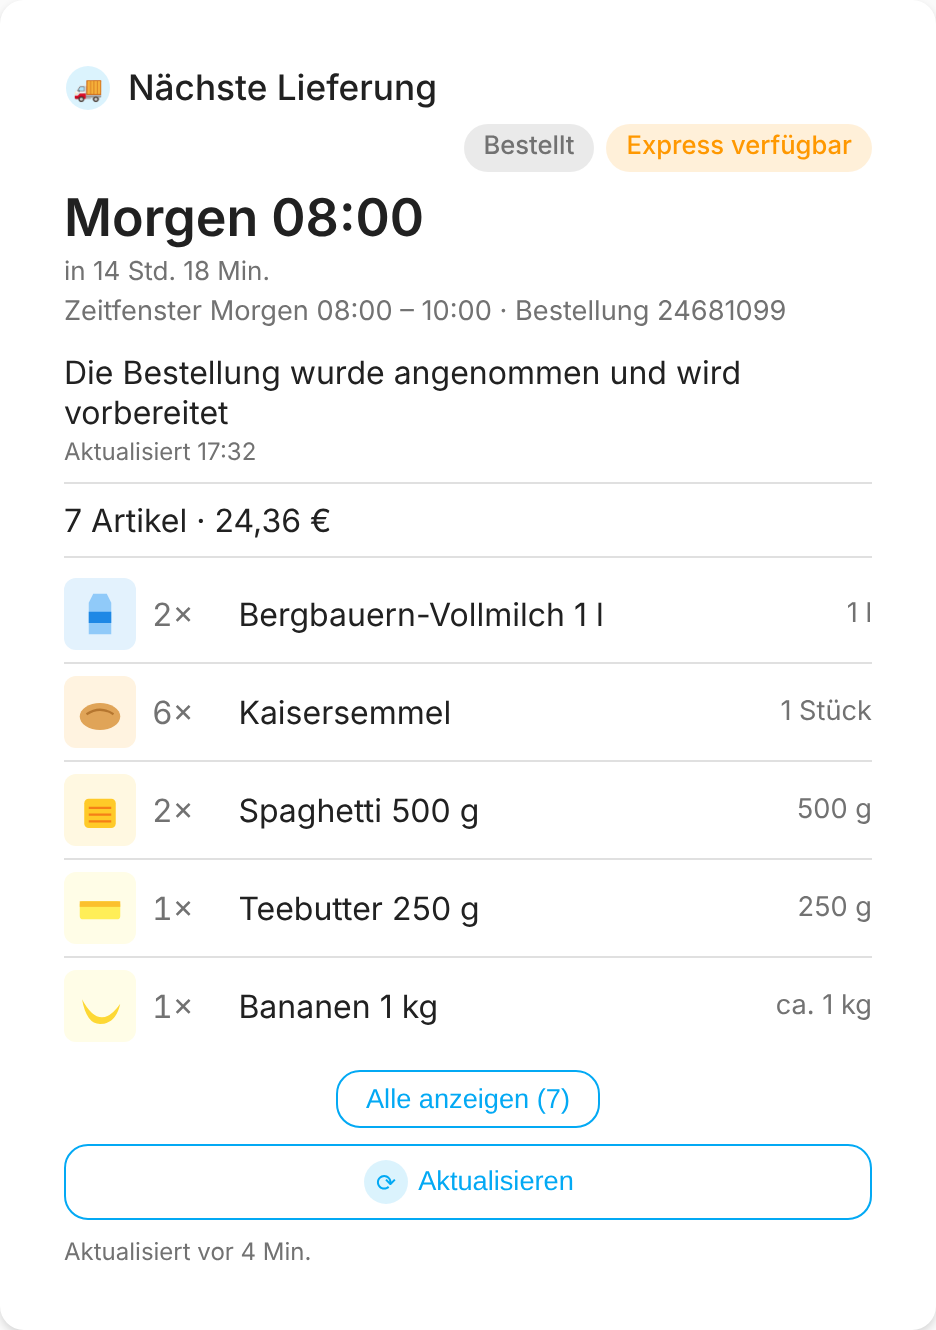 Nächste Lieferung
Bestellt
Express verfügbar
Morgen 08:00
in 14 Std. 18 Min.
Zeitfenster Morgen 08:00 – 10:00 · Bestellung 24681099
Die Bestellung wurde angenommen und wird
vorbereitet
Aktualisiert 17:32
7 Artikel · 24,36 €
2× Bergbauern-Vollmilch 1 l 1 l
6× Kaisersemmel 1 Stück
2× Spaghetti 500 g 500 g
1× Teebutter 250 g 250 g
1× Bananen 1 kg ca. 1 kg
Alle anzeigen (7)
⟳ Aktualisieren
Aktualisiert vor 4 Min.